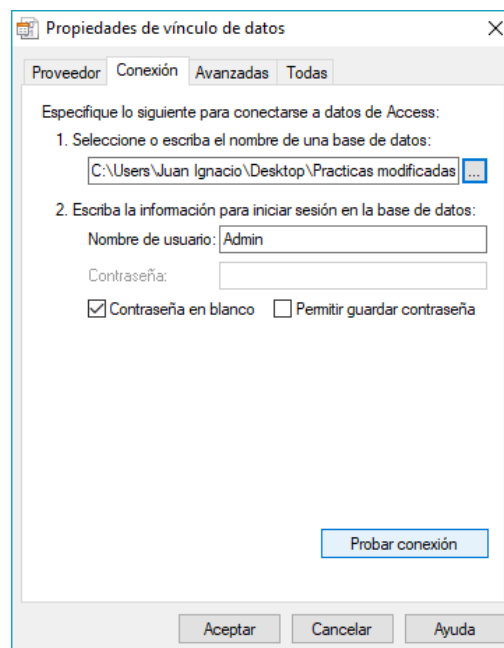 Propiedades de vínculo de datos
Proveedor Conexión Avanzadas Todas
Especifique lo siguiente para conectarse a datos de Access:
1. Seleccione o escriba el nombre de una base de datos:
C:\Users\Juan Ignacio\Desktop\Practicas modificadas ...
2. Escriba la información para iniciar sesión en la base de datos:
Nombre de usuario: Admin
Contraseña:
Contraseña en blanco Permitir guardar contraseña
Probar conexión
Aceptar Cancelar Ayuda